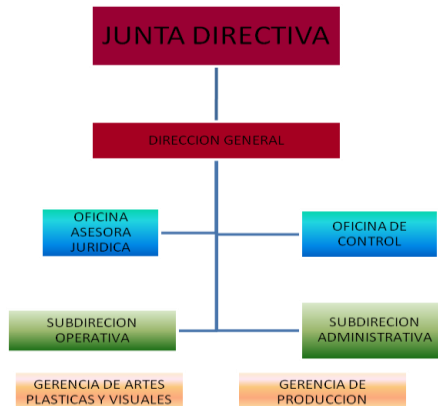 JUNTA DIRECTIVA
DIRECCION GENERAL
OFICINA
ASESORA
JURIDICA
OFICINA DE
CONTROL
SUBDIRECION
OPERATIVA
SUBDIRECION
ADMINISTRATIVA
GERENCIA DE ARTES
PLASTICAS Y VISUALES
GERENCIA DE
PRODUCCION